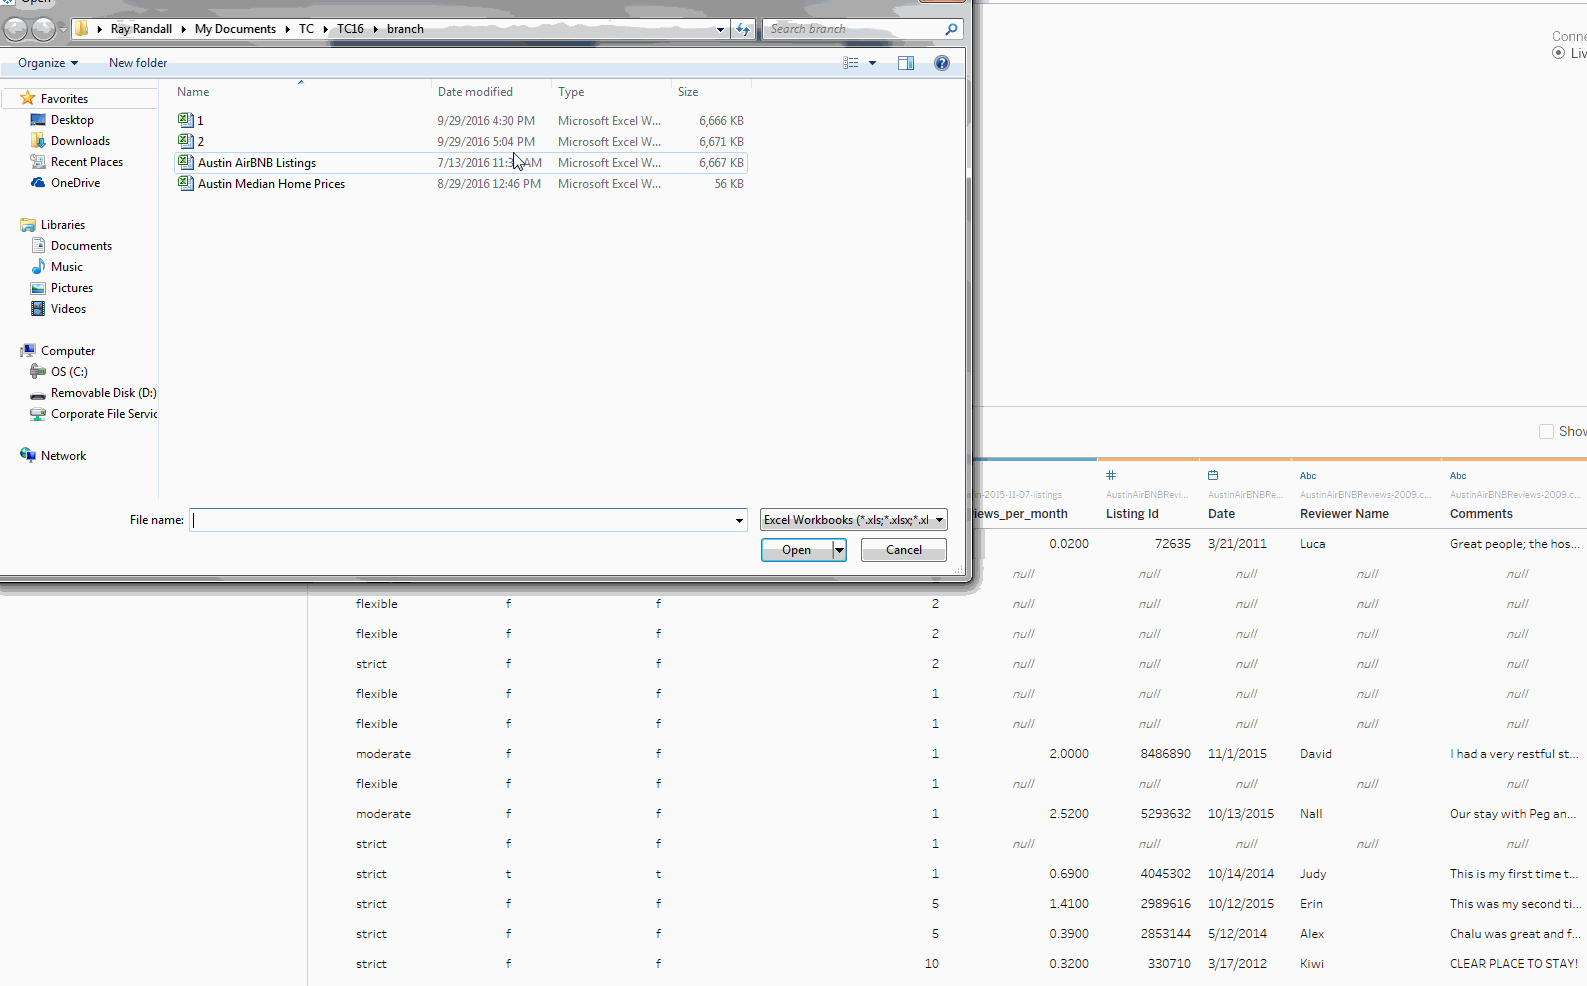 Open
Ray Randall My Documents TC TC16 branch Search branch
Organize New folder
Name Date modified Type Size
1 9/29/2016 4:30 PM Microsoft Excel W... 6,666 KB
2 9/29/2016 5:04 PM Microsoft Excel W... 6,671 KB
Austin AirBNB Listings 7/13/2016 AM Microsoft Excel W... 6,667 KB
Austin Median Home Prices 8/29/2016 12:46 PM Microsoft Excel W... 56 KB
Favorites
Desktop
Downloads
Recent Places
OneDrive
Libraries
Documents
Music
Pictures
Videos
Computer
OS (C:)
Removable Disk (D:)
Corporate File Servic
Network
File name: Excel Workbooks (*.xls;*.xlsx;*.xl
Open Cancel
Conne
Liv
Show
# Abc Abc
in-2015-11-07-listings AustinAirBNBRevi... AustinAirBNBRe... AustinAirBNBReviews-2009.c... AustinAirBNBReviews-2009.c...
iews_per_month Listing Id Date Reviewer Name Comments
0.0200 72635 3/21/2011 Luca Great people; the hos...
null null null null null
flexible f f 2 null null null null null
flexible f f 2 null null null null null
strict f f 2 null null null null null
flexible f f 1 null null null null null
flexible f f 1 null null null null null
moderate f f 1 2.0000 8486890 11/1/2015 David I had a very restful st...
flexible f f 1 null null null null null
moderate f f 1 2.5200 5293632 10/13/2015 Nall Our stay with Peg an...
strict f f 1 null null null null null
strict t t 1 0.6900 4045302 10/14/2014 Judy This is my first time t...
strict f f 5 1.4100 2989616 10/12/2015 Erin This was my second ti...
strict f f 5 0.3900 2853144 5/12/2014 Alex Chalu was great and f...
strict f f 10 0.3200 330710 3/17/2012 Kiwi CLEAR PLACE TO STAY!